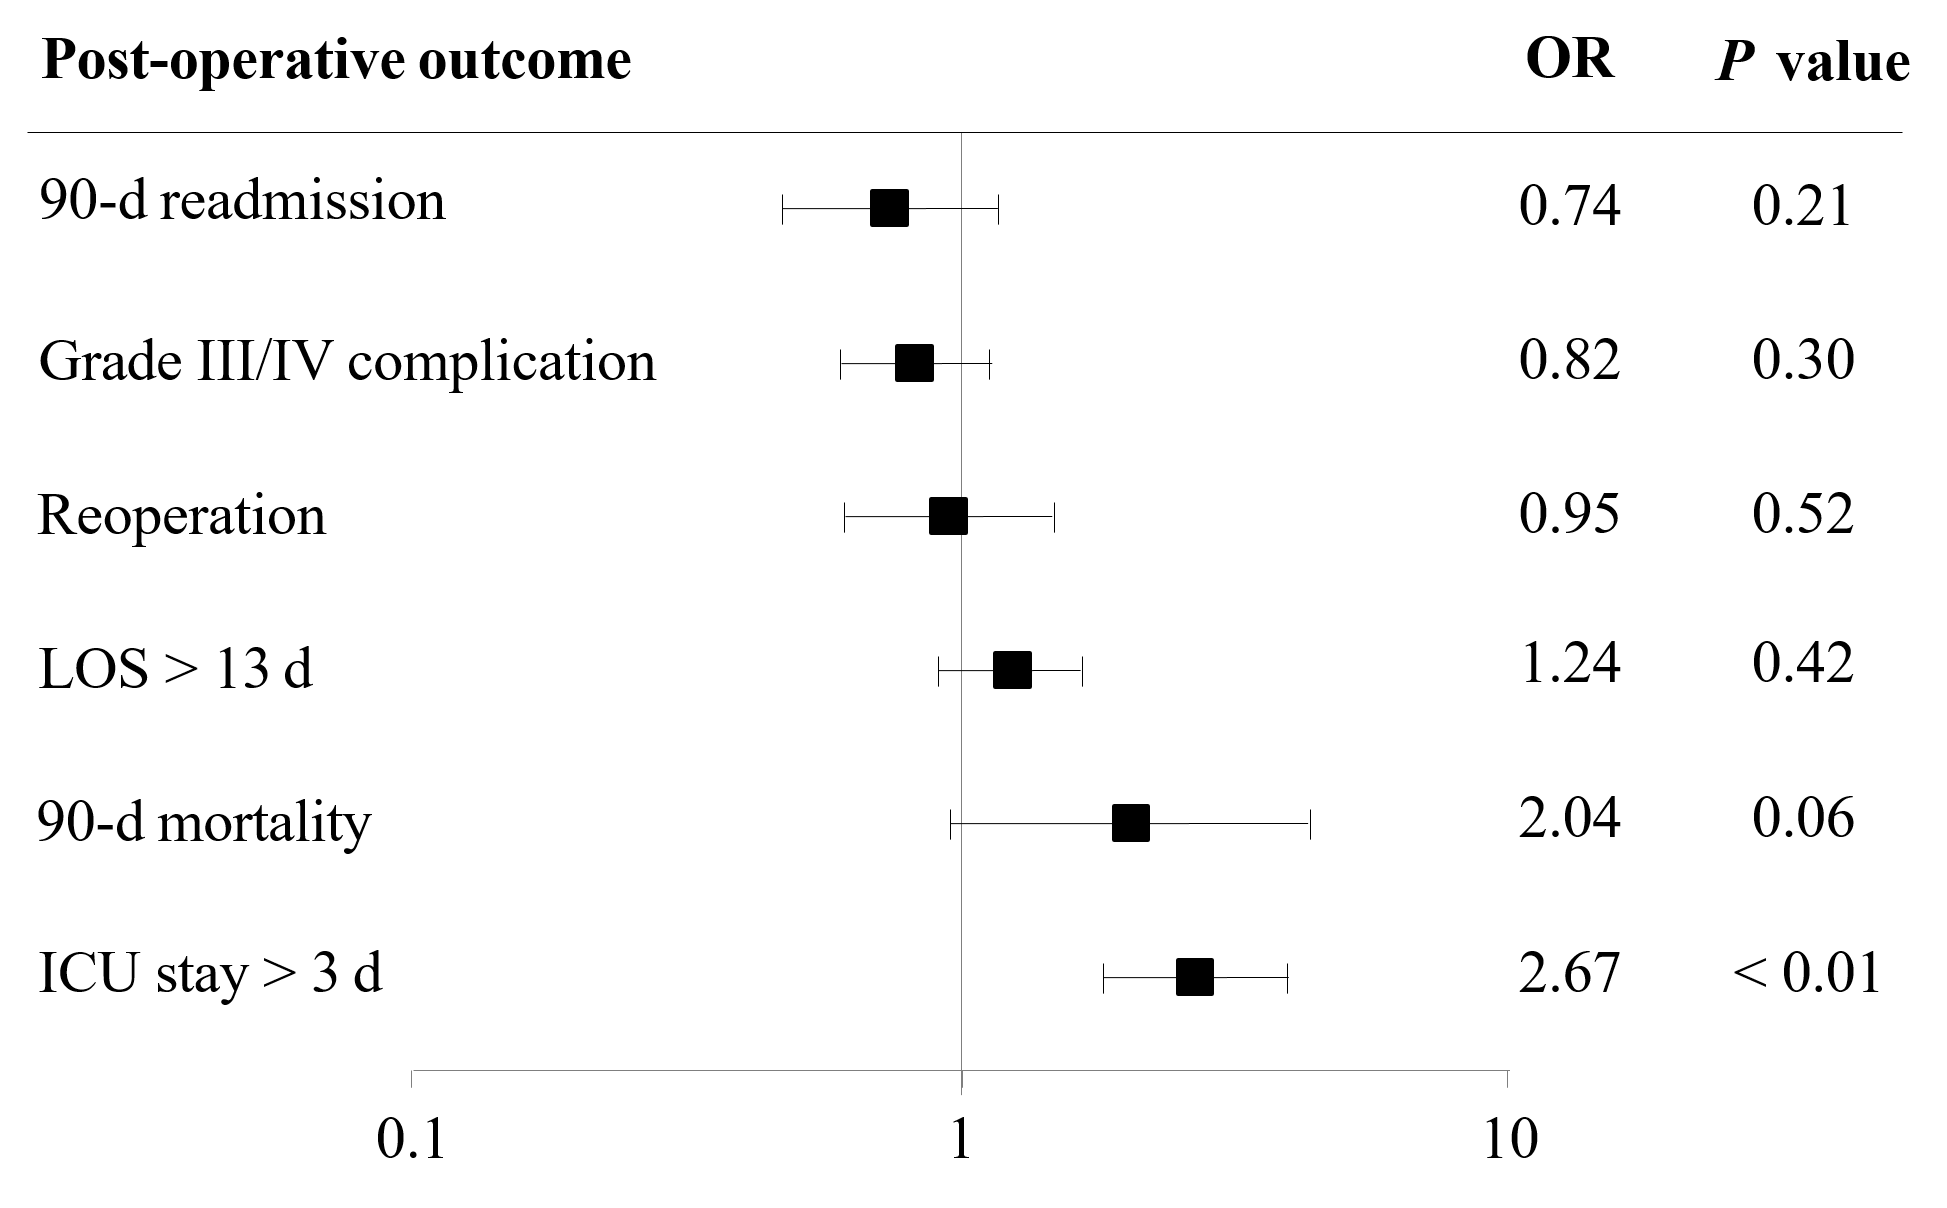 Post-operative outcome OR P value
90-d readmission 0.74 0.21
Grade III/IV complication 0.82 0.30
Reoperation 0.95 0.52
LOS > 13 d 1.24 0.42
90-d mortality 2.04 0.06
ICU stay > 3 d 2.67 < 0.01
0.1 1 10